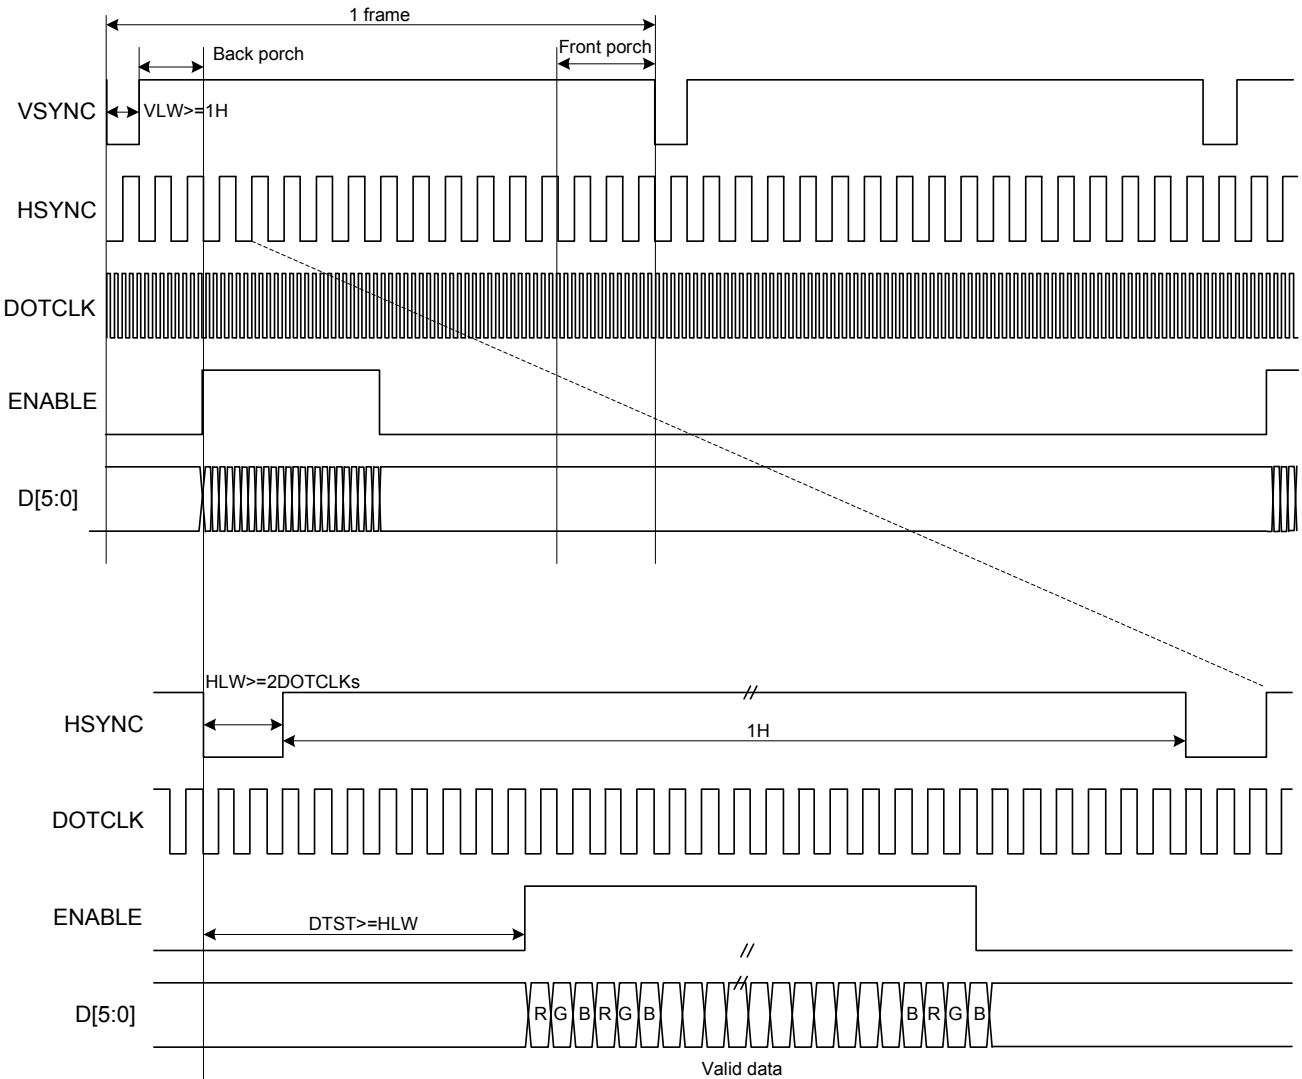 1 frame
Back porch
Front porch
VSYNC
VLW>=1H
HSYNC
DOTCLK
ENABLE
D[5:0]
HLW>=2DOTCLKs
HSYNC
1H
DOTCLK
ENABLE
DTST>=HLW
D[5:0]
R G B R G B B R G B
Valid data